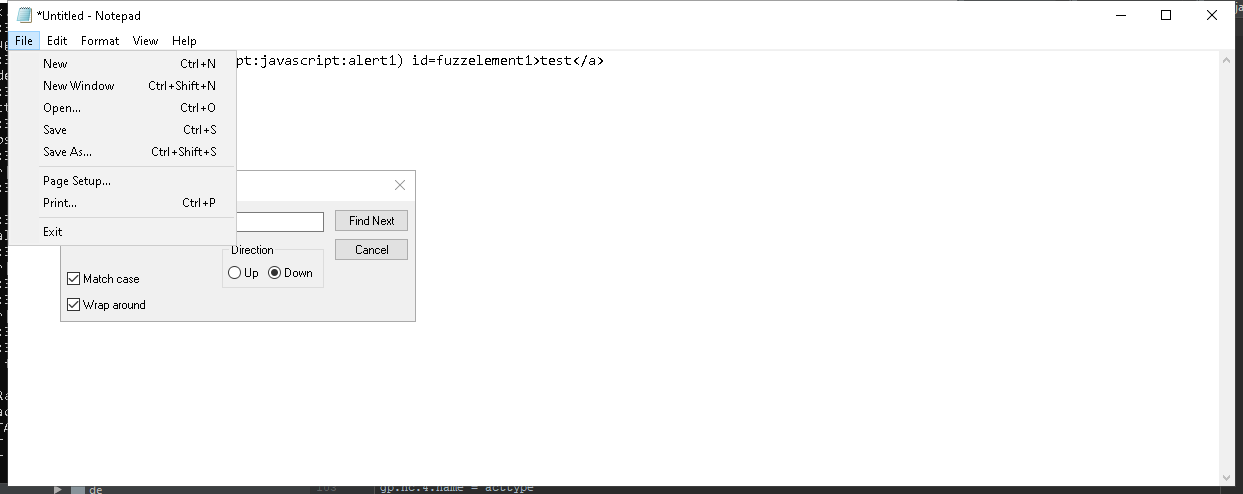 *Untitled - Notepad
File Edit Format View Help
pt:javascript:alert1) id=fuzzelement1>test</a>
New Ctrl+N
New Window Ctrl+Shift+N
Open... Ctrl+O
Save Ctrl+S
Save As... Ctrl+Shift+S
Page Setup...
Print... Ctrl+P
Exit
Find Next
Cancel
Direction
Up Down
Match case
Wrap around
de
gp.nc.4.name = acttype